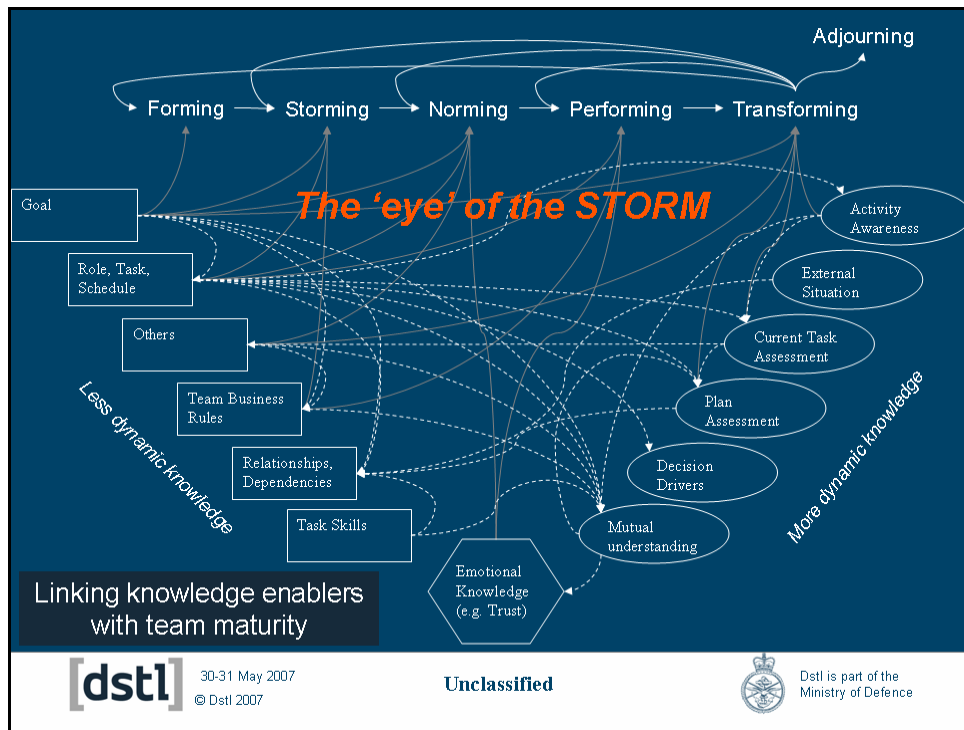 Adjourning
Forming
Storming
Norming
Performing
Transforming
The ‘eye’ of the STORM
Goal
Activity
Awareness
Role, Task,
Schedule
External
Situation
Others
Current Task
Assessment
Team Business
Rules
Plan
Assessment
Less dynamic knowledge
More dynamic knowledge
Relationships,
Dependencies
Decision
Drivers
Task Skills
Mutual
understanding
Emotional
Knowledge
(e.g. Trust)
Linking knowledge enablers
with team maturity
[dstl]
30-31 May 2007
© Dstl 2007
Unclassified
Dstl is part of the
Ministry of Defence